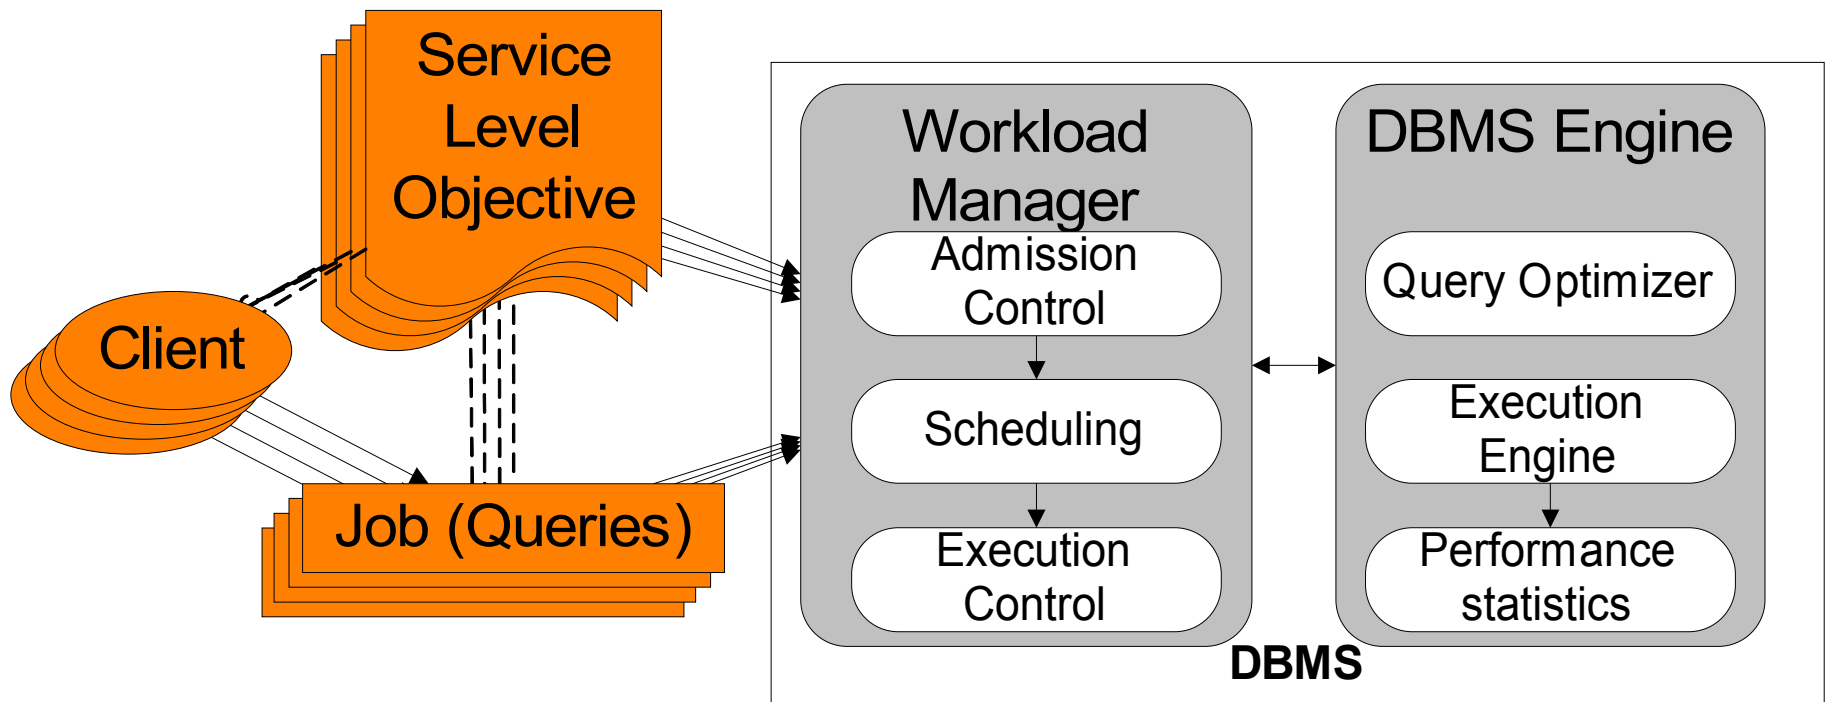 Service
Level
Objective
Client
Job (Queries)
Workload
Manager
Admission
Control
Scheduling
Execution
Control
DBMS Engine
Query Optimizer
Execution
Engine
Performance
statistics
DBMS